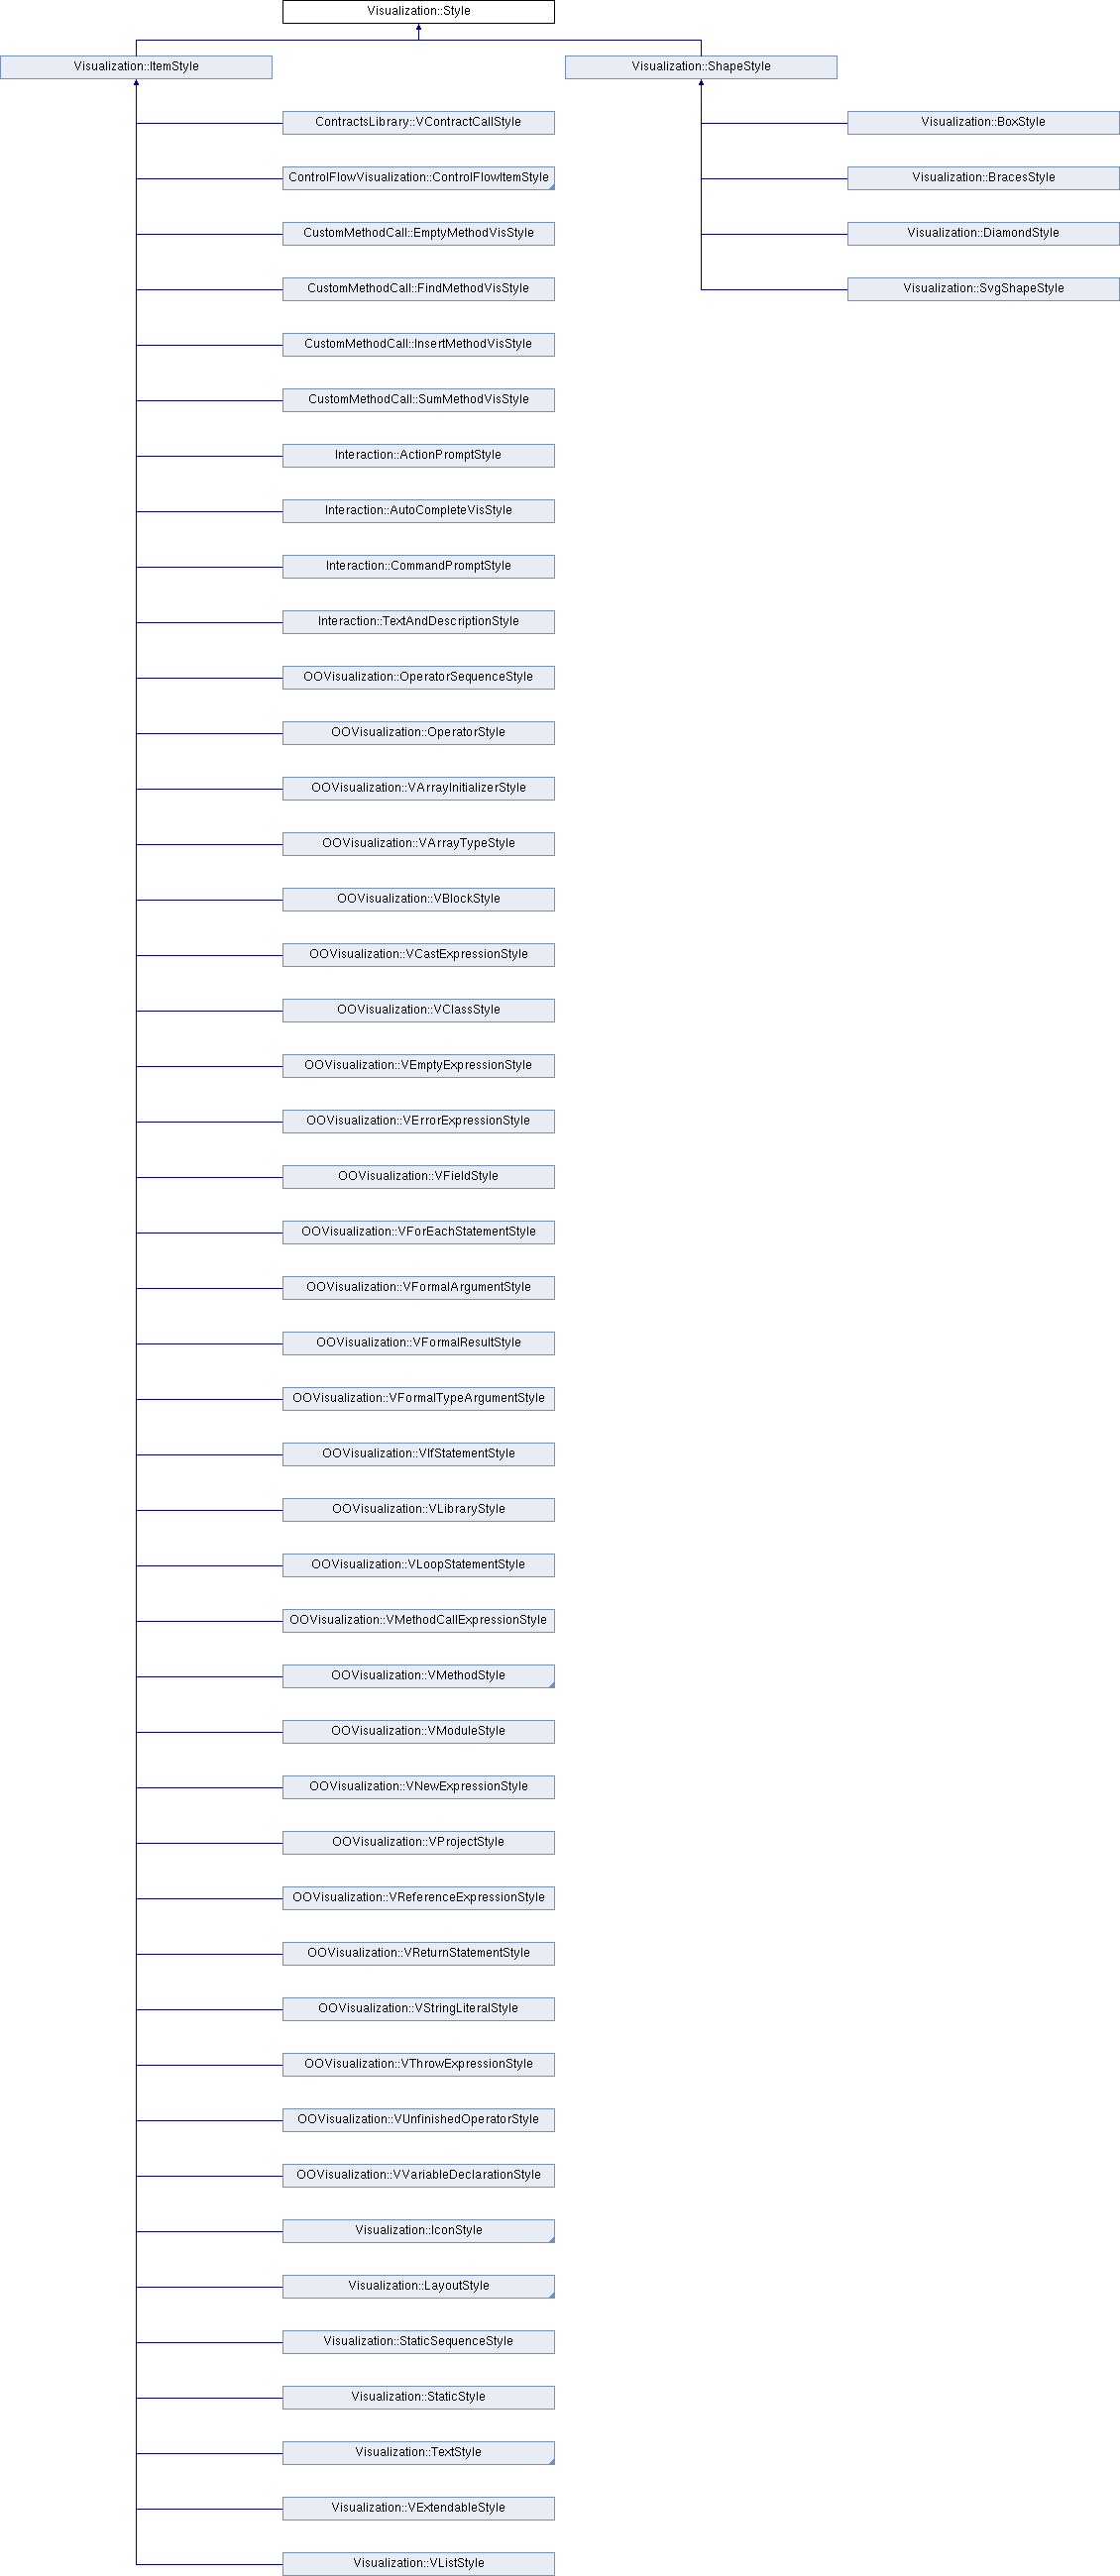 Visualization::Style
Visualization::ItemStyle
Visualization::ShapeStyle
ContractsLibrary::VContractCallStyle
Visualization::BoxStyle
ControlFlowVisualization::ControlFlowItemStyle
Visualization::BracesStyle
CustomMethodCall::EmptyMethodVisStyle
Visualization::DiamondStyle
CustomMethodCall::FindMethodVisStyle
Visualization::SvgShapeStyle
CustomMethodCall::InsertMethodVisStyle
CustomMethodCall::SumMethodVisStyle
Interaction::ActionPromptStyle
Interaction::AutoCompleteVisStyle
Interaction::CommandPromptStyle
Interaction::TextAndDescriptionStyle
OOVisualization::OperatorSequenceStyle
OOVisualization::OperatorStyle
OOVisualization::VArrayInitializerStyle
OOVisualization::VArrayTypeStyle
OOVisualization::VBlockStyle
OOVisualization::VCastExpressionStyle
OOVisualization::VClassStyle
OOVisualization::VEmptyExpressionStyle
OOVisualization::VErrorExpressionStyle
OOVisualization::VFieldStyle
OOVisualization::VForEachStatementStyle
OOVisualization::VFormalArgumentStyle
OOVisualization::VFormalResultStyle
OOVisualization::VFormalTypeArgumentStyle
OOVisualization::VIfStatementStyle
OOVisualization::VLibraryStyle
OOVisualization::VLoopStatementStyle
OOVisualization::VMethodCallExpressionStyle
OOVisualization::VMethodStyle
OOVisualization::VModuleStyle
OOVisualization::VNewExpressionStyle
OOVisualization::VProjectStyle
OOVisualization::VReferenceExpressionStyle
OOVisualization::VReturnStatementStyle
OOVisualization::VStringLiteralStyle
OOVisualization::VThrowExpressionStyle
OOVisualization::VUnfinishedOperatorStyle
OOVisualization::VVariableDeclarationStyle
Visualization::IconStyle
Visualization::LayoutStyle
Visualization::StaticSequenceStyle
Visualization::StaticStyle
Visualization::TextStyle
Visualization::VExtendableStyle
Visualization::VListStyle